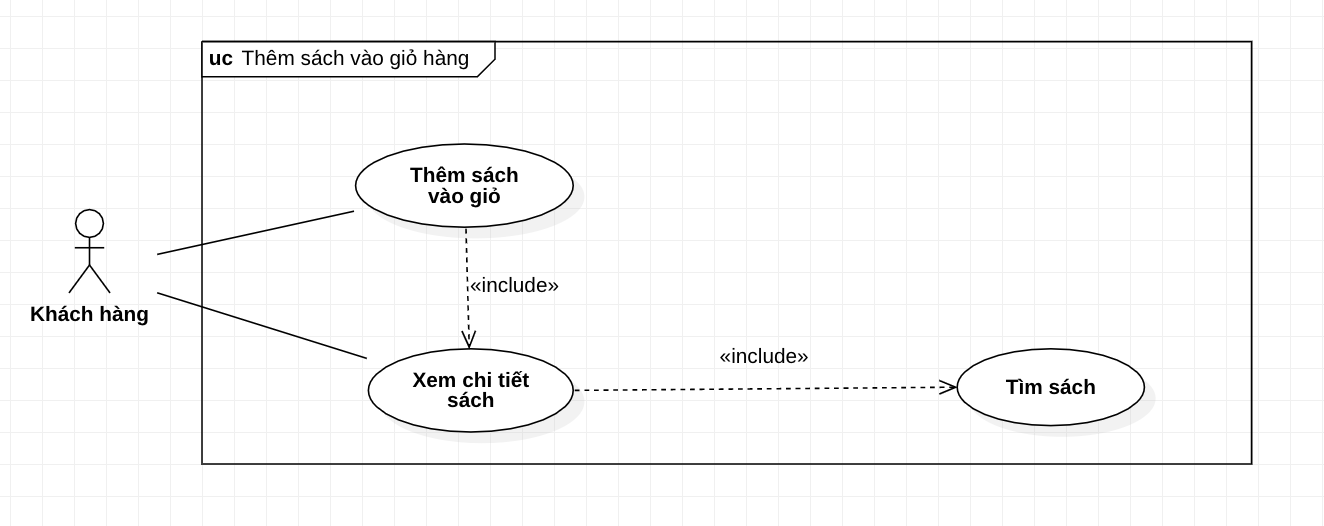 uc Thêm sách vào giỏ hàng
Thêm sách
vào giỏ
«include»
Khách hàng
«include»
Xem chi tiết
sách
Tìm sách